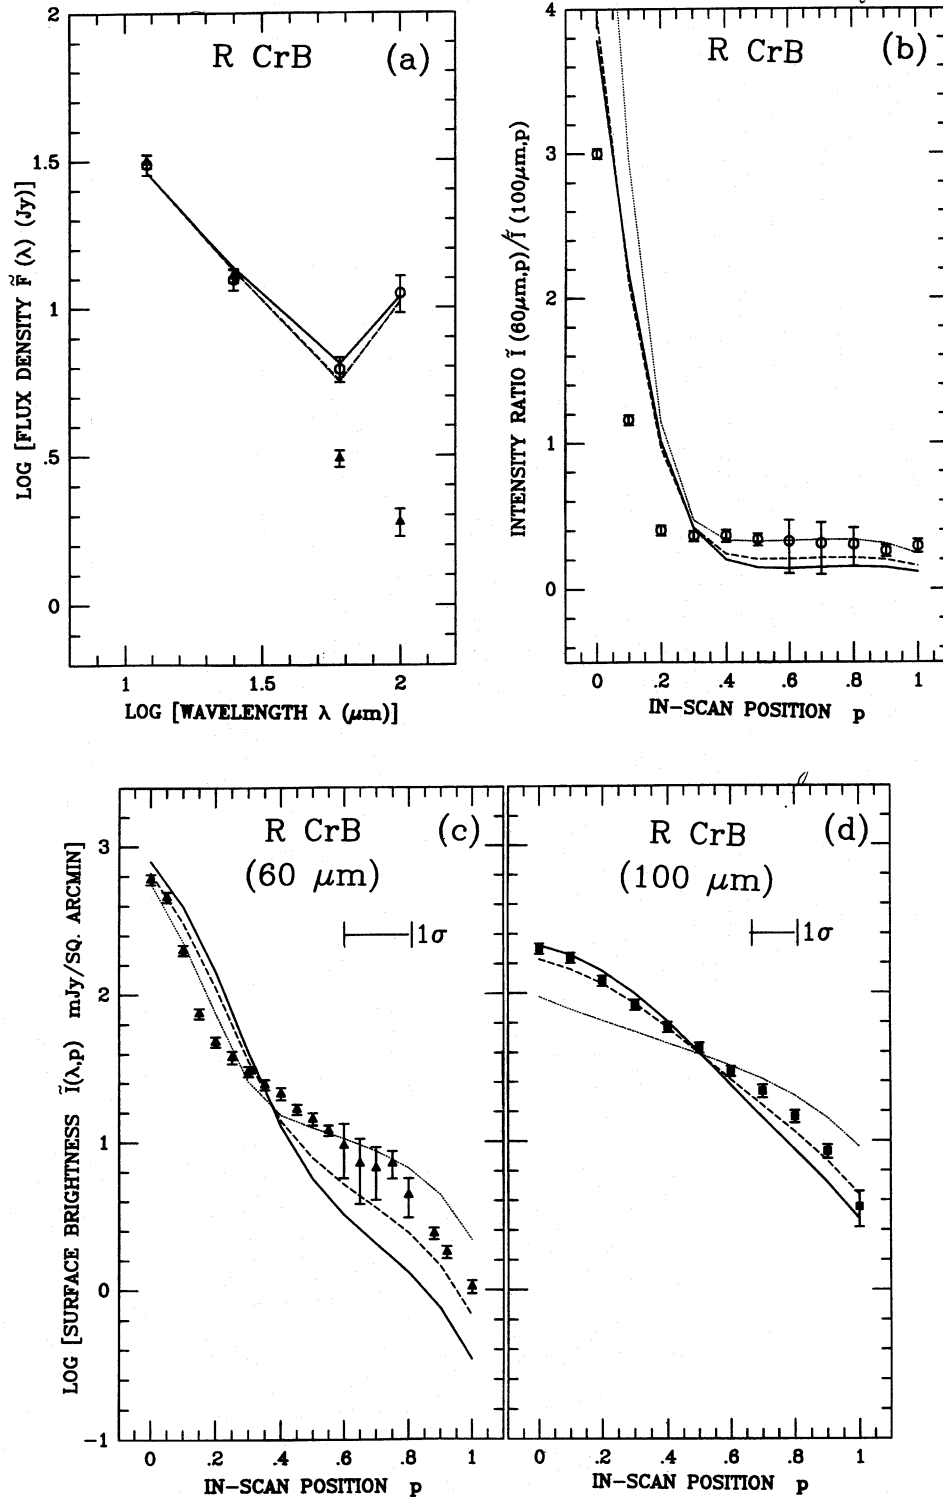 R CrB
(a)
2
1.5
1
.5
0
1
1.5
2
LOG [FLUX DENSITY F̃ (λ) (Jy)]
LOG [WAVELENGTH λ (μm)]
R CrB
(b)
4
3
2
1
0
0
.2
.4
.6
.8
1
INTENSITY RATIO Ĩ (60μm,p)/Ĩ (100μm,p)
IN-SCAN POSITION p
R CrB
(c)
(60 μm)
1σ
3
2
1
0
-1
0
.2
.4
.6
.8
1
LOG [SURFACE BRIGHTNESS Ĩ(λ,p) mJy/SQ. ARCMIN]
IN-SCAN POSITION p
R CrB
(d)
(100 μm)
1σ
0
.2
.4
.6
.8
1
IN-SCAN POSITION p